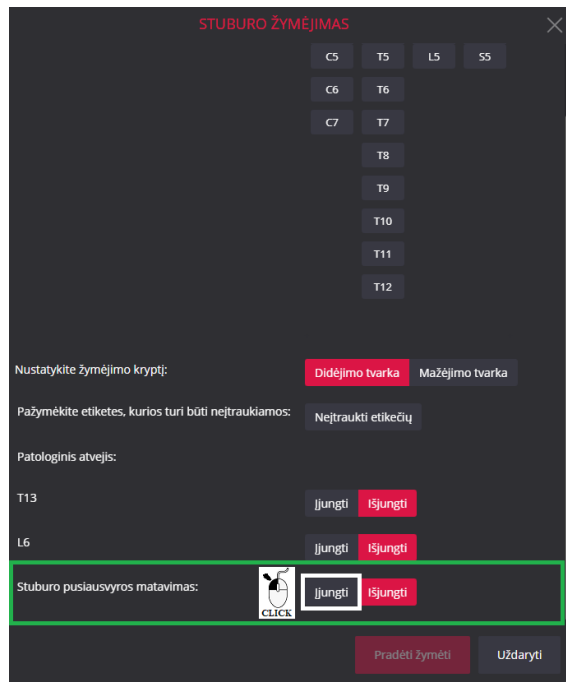 STUBURO ŽYMĖJIMAS
C5 T5 L5 S5
C6 T6
C7 T7
T8
T9
T10
T11
T12
Nustatykite žymėjimo kryptį: Didėjimo tvarka Mažėjimo tvarka
Pažymėkite etiketes, kurios turi būti neįtraukiamos: Neįtraukti etikečių
Patologinis atvejis:
T13 Įjungti Išjungti
L6 Įjungti Išjungti
Stuburo pusiausvyros matavimas: CLICK Įjungti Išjungti
Pradėti žymėti Uždaryti